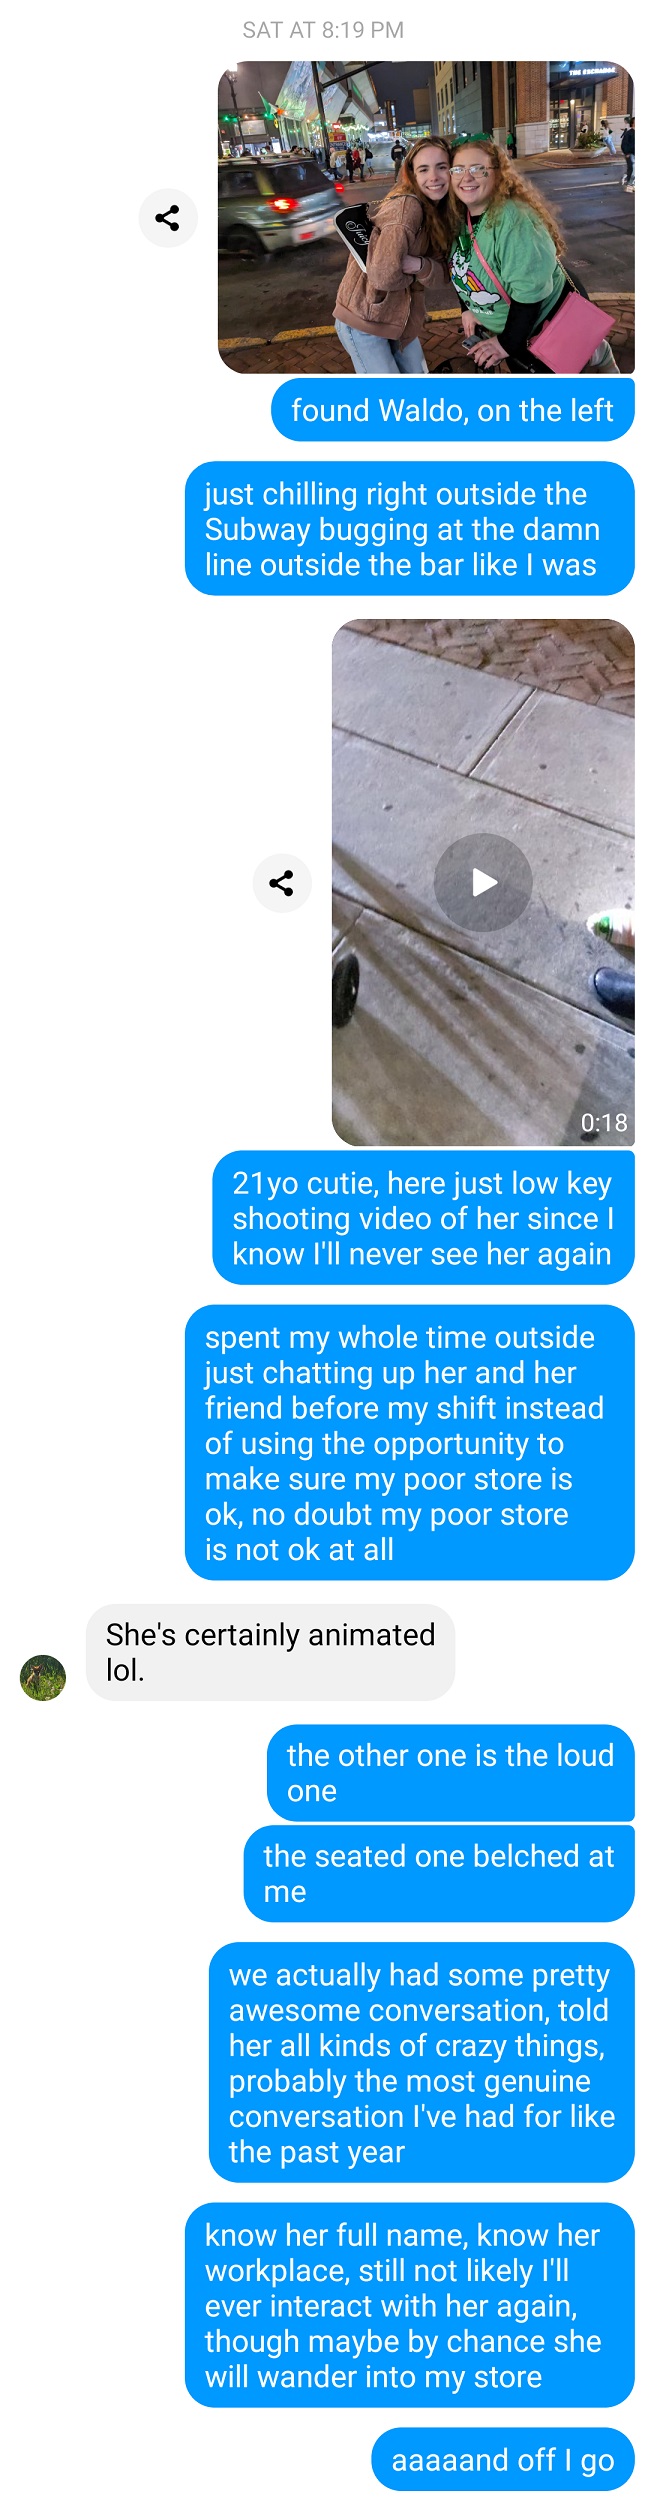 SAT AT 8:19 PM
THE EXCHANGE
Juicy
found Waldo, on the left
just chilling right outside the
Subway bugging at the damn
line outside the bar like I was
0:18
21yo cutie, here just low key
shooting video of her since I
know I'll never see her again
spent my whole time outside
just chatting up her and her
friend before my shift instead
of using the opportunity to
make sure my poor store is
ok, no doubt my poor store
is not ok at all
She's certainly animated
lol.
the other one is the loud
one
the seated one belched at
me
we actually had some pretty
awesome conversation, told
her all kinds of crazy things,
probably the most genuine
conversation I've had for like
the past year
know her full name, know her
workplace, still not likely I'll
ever interact with her again,
though maybe by chance she
will wander into my store
aaaaand off I go